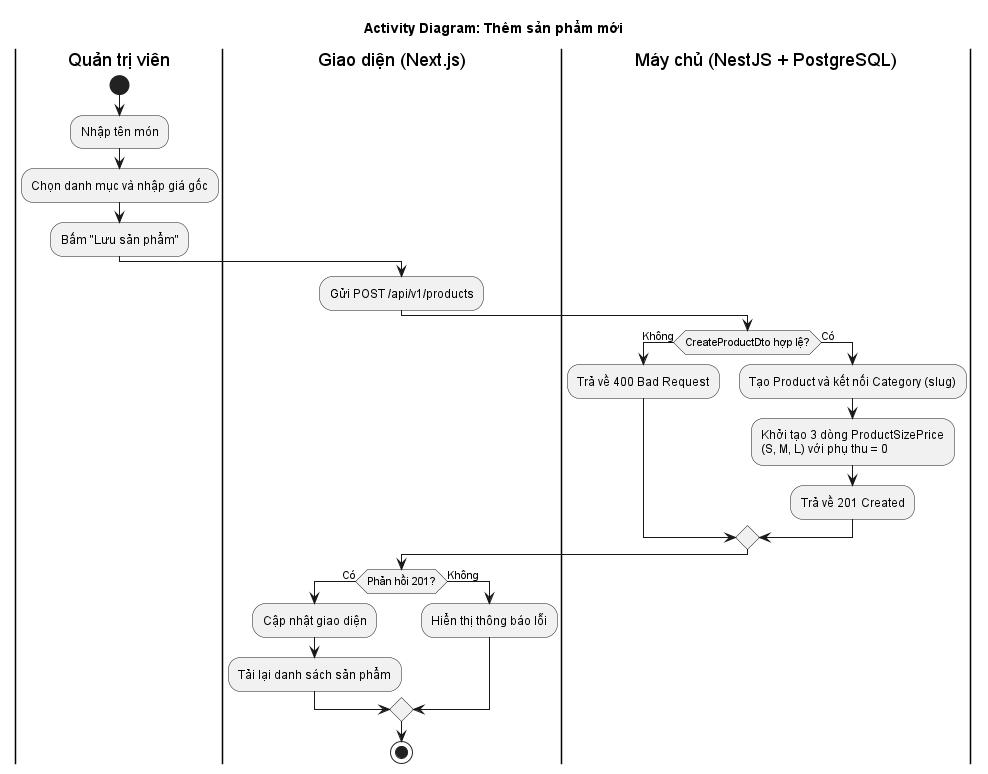 Activity Diagram: Thêm sản phẩm mới
Quản trị viên
Giao diện (Next.js)
Máy chủ (NestJS + PostgreSQL)
Nhập tên món
Chọn danh mục và nhập giá gốc
Bấm "Lưu sản phẩm"
Gửi POST /api/v1/products
Không
CreateProductDto hợp lệ?
Có
Trả về 400 Bad Request
Tạo Product và kết nối Category (slug)
Khởi tạo 3 dòng ProductSizePrice
(S, M, L) với phụ thu = 0
Trả về 201 Created
Có
Phản hồi 201?
Không
Cập nhật giao diện
Hiển thị thông báo lỗi
Tải lại danh sách sản phẩm